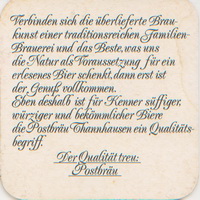 Verbinden sich die überlieferte Brau-
kunst einer traditionsreichen Familien-
Brauerei und das Beste, was uns
die Natur als Voraussetzung für ein
erlesenes Bier schenkt, dann erst ist
der Genuß vollkommen.
Eben deshalb ist für Kenner süffiger,
würziger und bekömmlicher Biere
die Postbräu Thannhausen ein Qualitäts-
begriff.
Der Qualität treu:
Postbräu